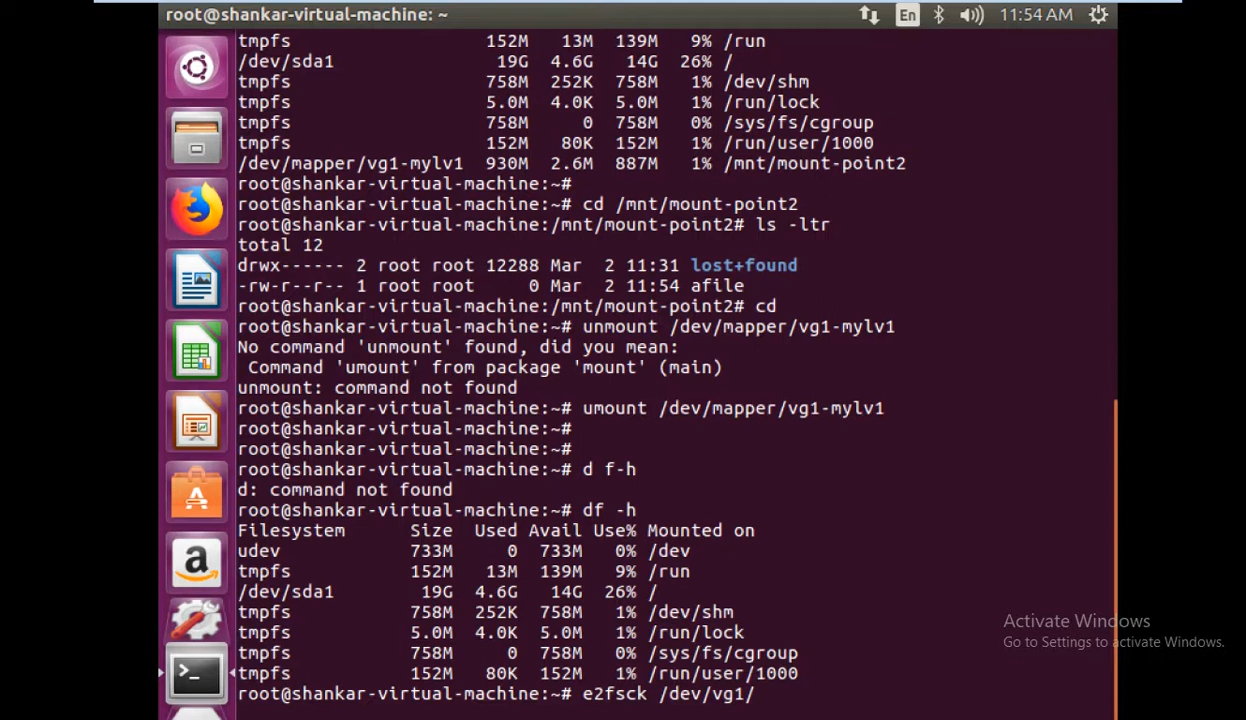 root@shankar-virtual-machine: ~
En
11:54 AM
tmpfs 152M 13M 139M 9% /run
/dev/sda1 19G 4.6G 14G 26% /
tmpfs 758M 252K 758M 1% /dev/shm
tmpfs 5.0M 4.0K 5.0M 1% /run/lock
tmpfs 758M 0 758M 0% /sys/fs/cgroup
tmpfs 152M 80K 152M 1% /run/user/1000
/dev/mapper/vg1-mylv1 930M 2.6M 887M 1% /mnt/mount-point2
root@shankar-virtual-machine:~#
root@shankar-virtual-machine:~# cd /mnt/mount-point2
root@shankar-virtual-machine:/mnt/mount-point2# ls -ltr
total 12
drwx------ 2 root root 12288 Mar 2 11:31 lost+found
-rw-r--r-- 1 root root 0 Mar 2 11:54 afile
root@shankar-virtual-machine:/mnt/mount-point2# cd
root@shankar-virtual-machine:~# unmount /dev/mapper/vg1-mylv1
No command 'unmount' found, did you mean:
Command 'umount' from package 'mount' (main)
unmount: command not found
root@shankar-virtual-machine:~# umount /dev/mapper/vg1-mylv1
root@shankar-virtual-machine:~#
root@shankar-virtual-machine:~#
root@shankar-virtual-machine:~# d f-h
d: command not found
root@shankar-virtual-machine:~# df -h
Filesystem Size Used Avail Use% Mounted on
udev 733M 0 733M 0% /dev
tmpfs 152M 13M 139M 9% /run
/dev/sda1 19G 4.6G 14G 26% /
tmpfs 758M 252K 758M 1% /dev/shm
tmpfs 5.0M 4.0K 5.0M 1% /run/lock
tmpfs 758M 0 758M 0% /sys/fs/cgroup
tmpfs 152M 80K 152M 1% /run/user/1000
root@shankar-virtual-machine:~# e2fsck /dev/vg1/
Activate Windows
Go to Settings to activate Windows.